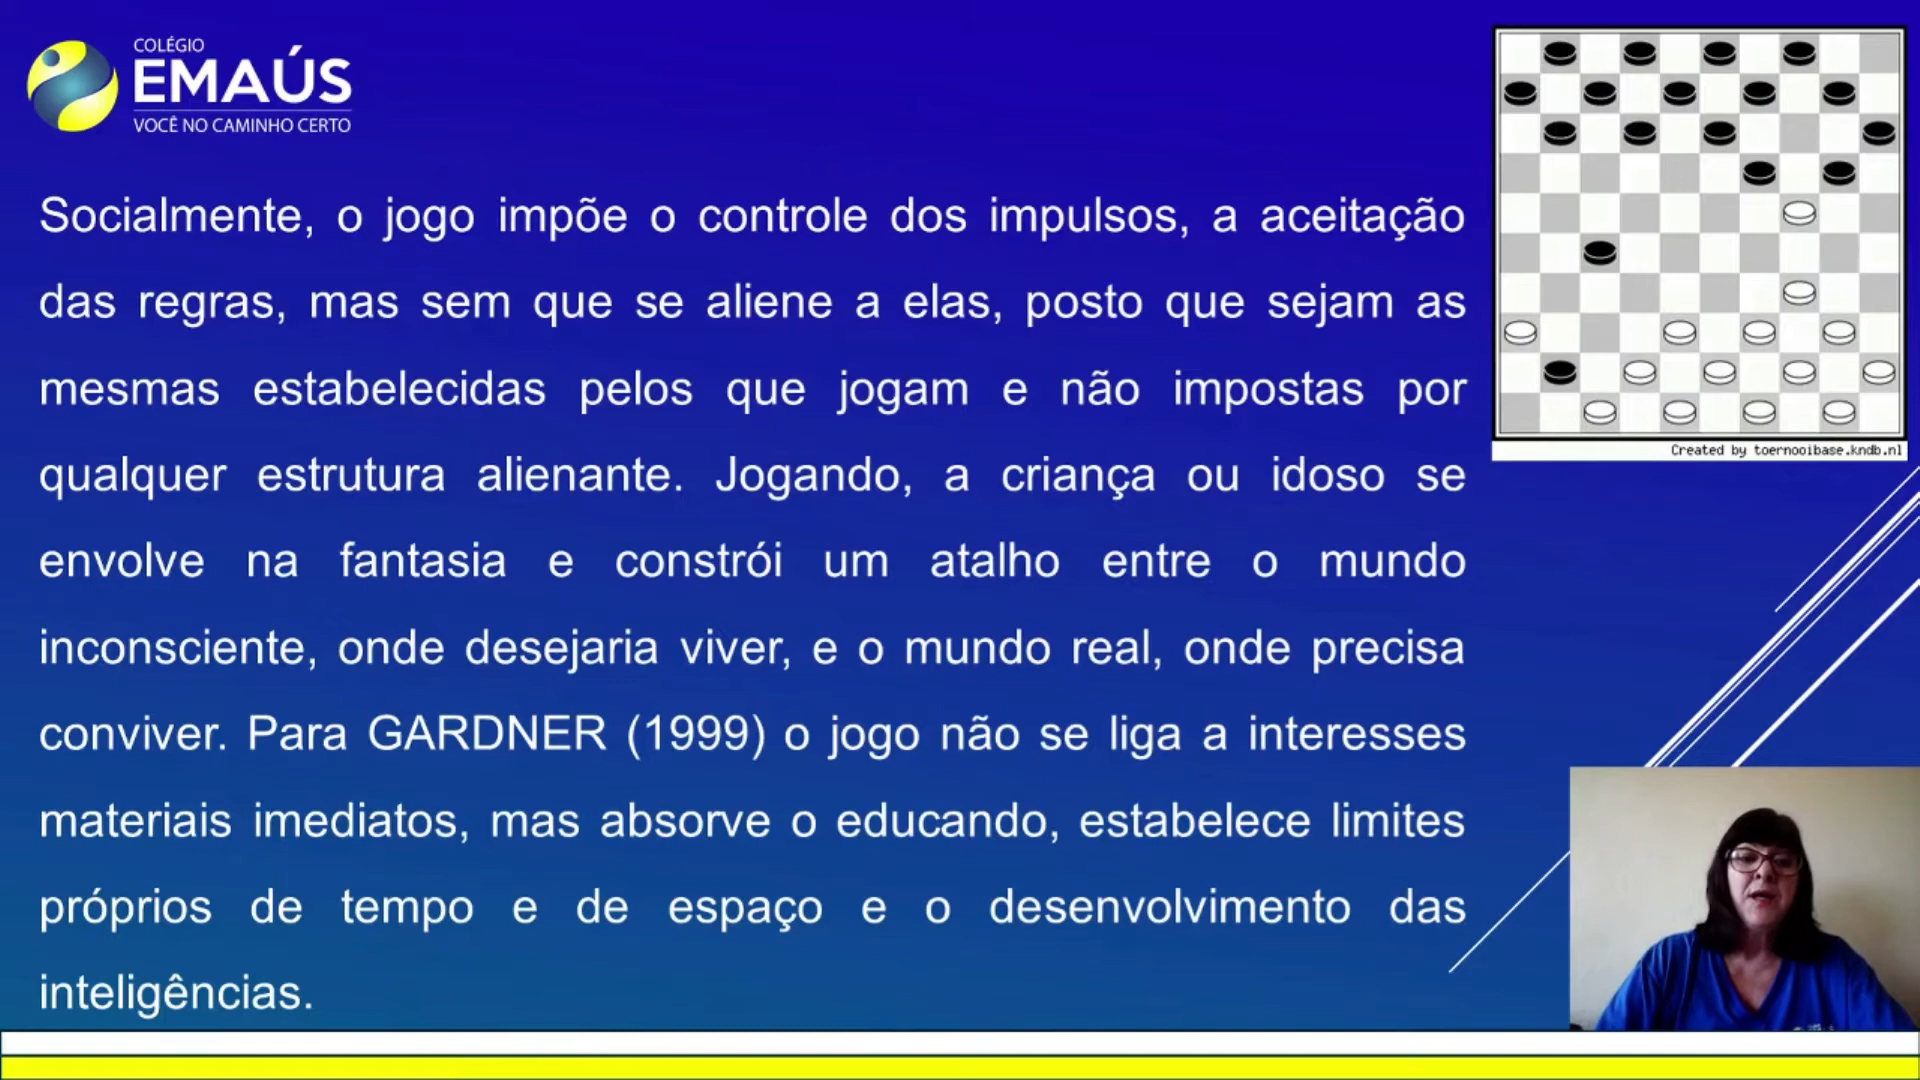 COLÉGIO
EMAÚS
VOCÊ NO CAMINHO CERTO
Socialmente, o jogo impõe o controle dos impulsos, a aceitação
das regras, mas sem que se aliene a elas, posto que sejam as
mesmas estabelecidas pelos que jogam e não impostas por
qualquer estrutura alienante. Jogando, a criança ou idoso se
envolve na fantasia e constrói um atalho entre o mundo
inconsciente, onde desejaria viver, e o mundo real, onde precisa
conviver. Para GARDNER (1999) o jogo não se liga a interesses
materiais imediatos, mas absorve o educando, estabelece limites
próprios de tempo e de espaço e o desenvolvimento das
inteligências.
Created by toernooibase.kndb.nl